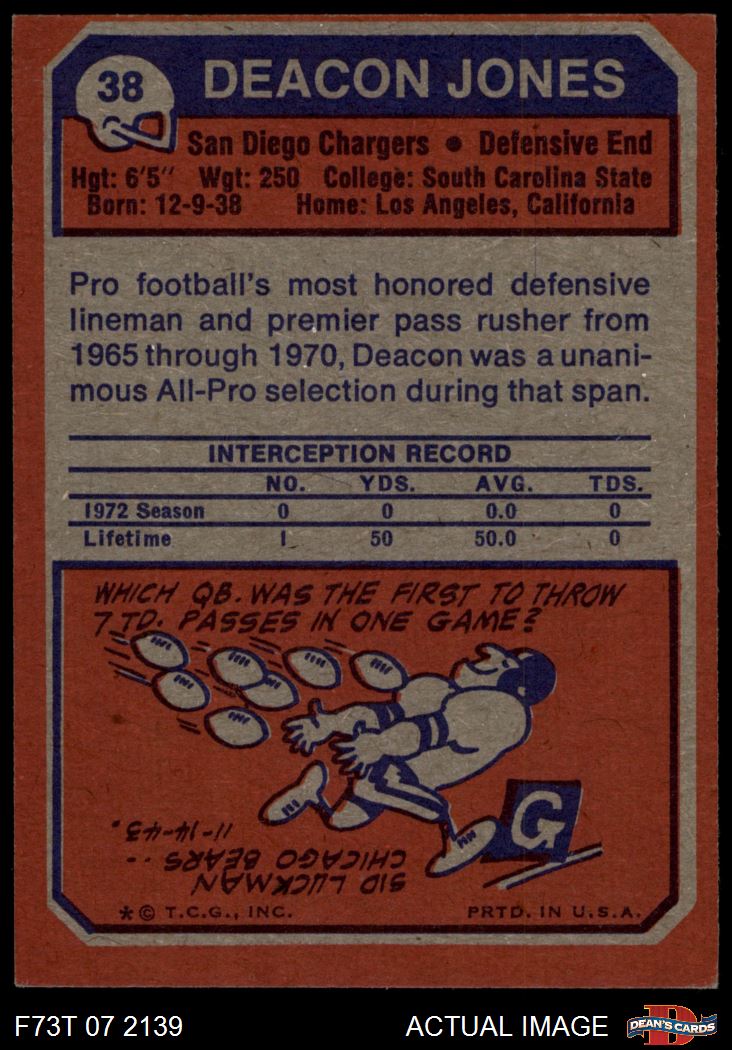 38
DEACON JONES
San Diego Chargers • Defensive End
Hgt: 6'5" Wgt: 250 College: South Carolina State
Born: 12-9-38 Home: Los Angeles, California
Pro football's most honored defensive
lineman and premier pass rusher from
1965 through 1970, Deacon was a unani-
mous All-Pro selection during that span.
INTERCEPTION RECORD
NO. YDS. AVG. TDS.
1972 Season 0 0 0.0 0
Lifetime 1 50 50.0 0
WHICH QB. WAS THE FIRST TO THROW
7 TD. PASSES IN ONE GAME?
G
SID LUCKMAN
CHICAGO BEARS ..
11-14-43.
*© T.C.G., INC. PRTD. IN U.S.A.
F73T 07 2139 ACTUAL IMAGE
D
DEAN'S CARDS